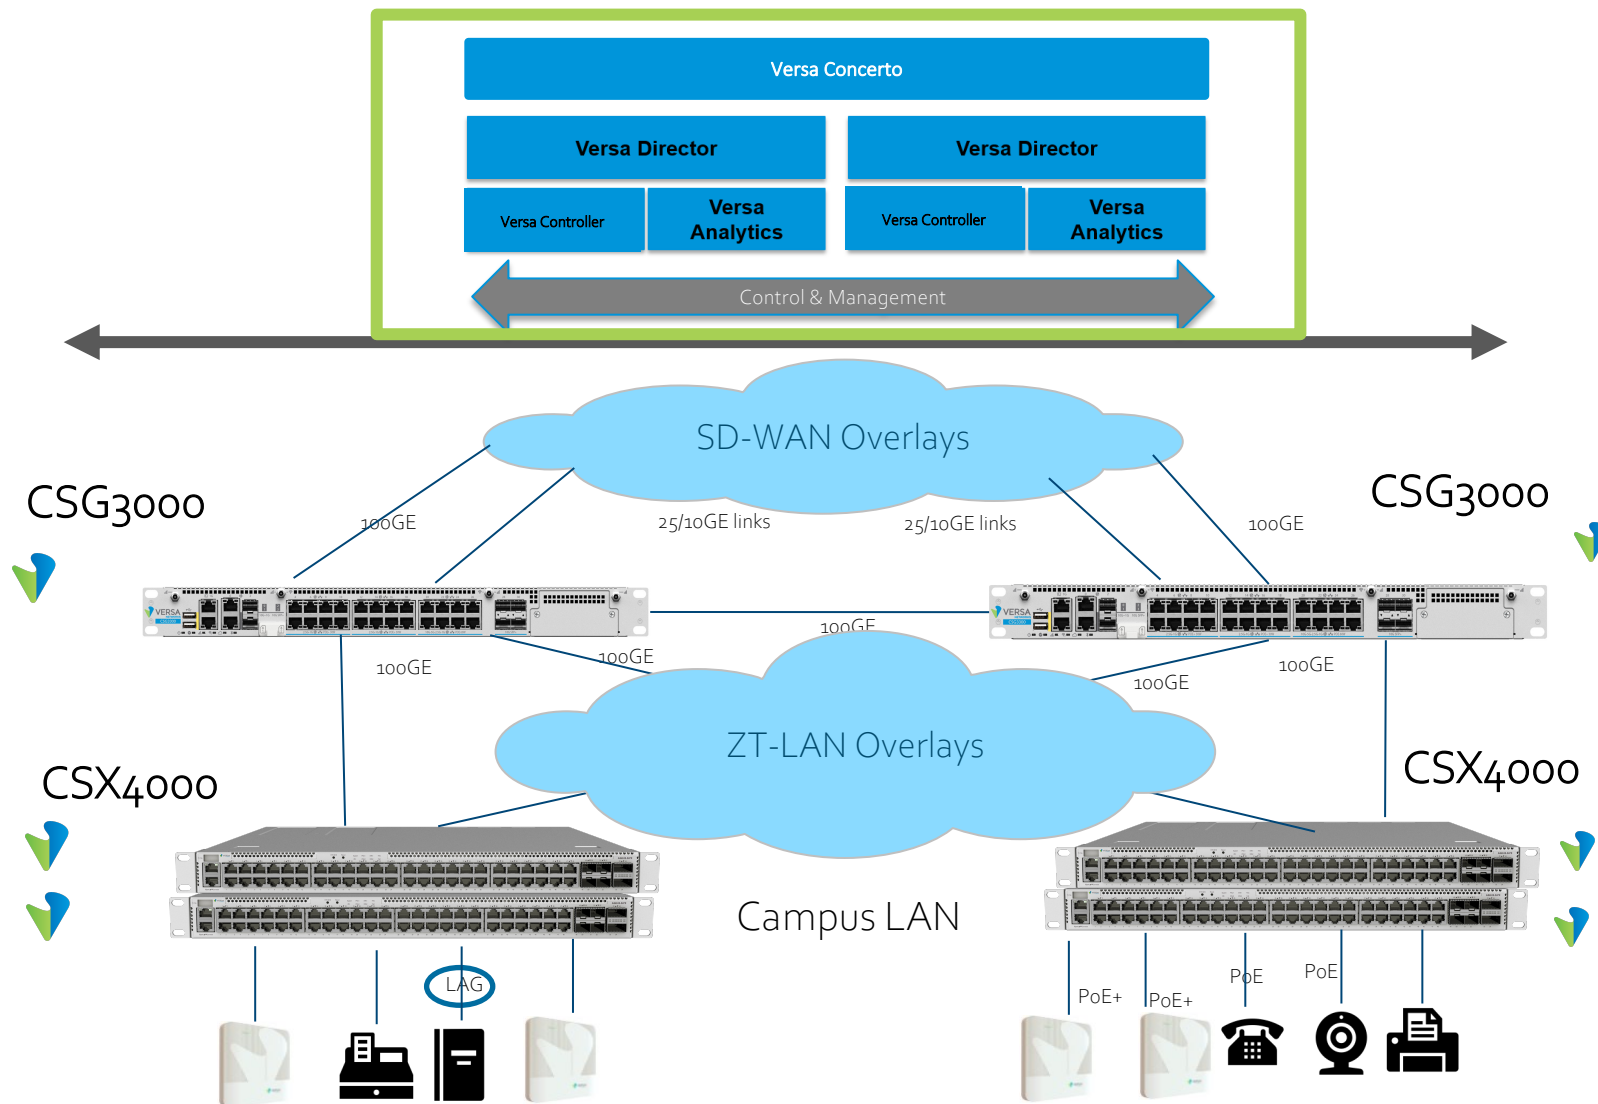 Versa Concerto
Versa Director
Versa Director
Versa Controller
Versa
Analytics
Versa Controller
Versa
Analytics
Control & Management
SD-WAN Overlays
CSG3000
CSG3000
100GE
25/10GE links
25/10GE links
100GE
VERSA
VERSA
100GE
100GE
100GE
100GE
100GE
ZT-LAN Overlays
CSX4000
CSX4000
Campus LAN
LAG
PoE+
PoE+
PoE
PoE